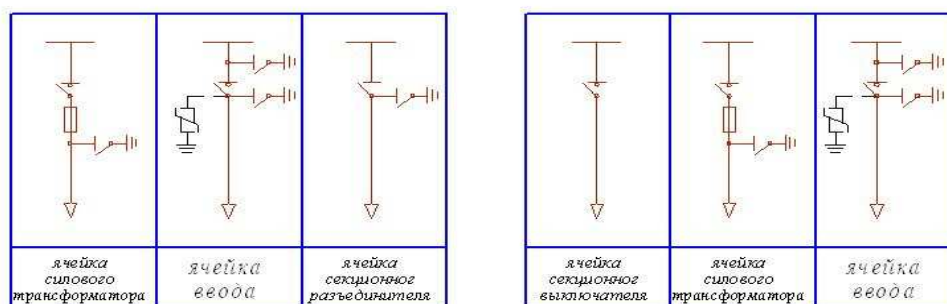 ячейка
силового
трансформатора
ячейка
ввода
ячейка
секционног
разъединителя
ячейка
секционног
выключателя
ячейка
силового
трансформатора
ячейка
ввода